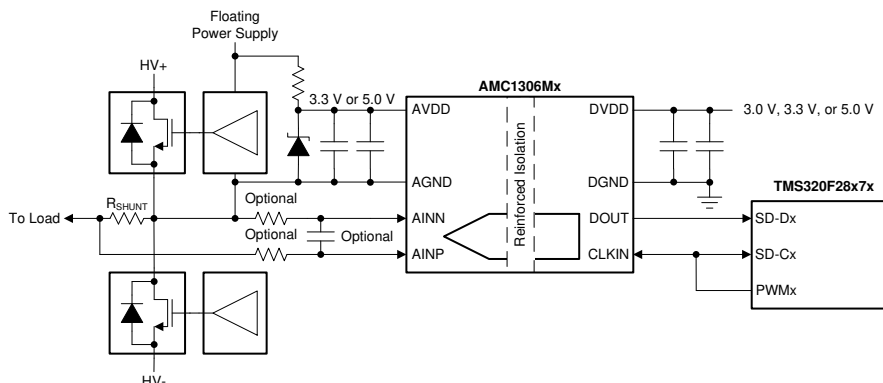 Floating
Power Supply
HV+
3.3 V or 5.0 V
AMC1306Mx
AVDD
DVDD
3.0 V, 3.3 V, or 5.0 V
Reinforced Isolation
AGND
DGND
TMS320F28x7x
RSHUNT
Optional
To Load
AINN
DOUT
SD-Dx
Optional
Optional
AINP
CLKIN
SD-Cx
PWMx
HV-